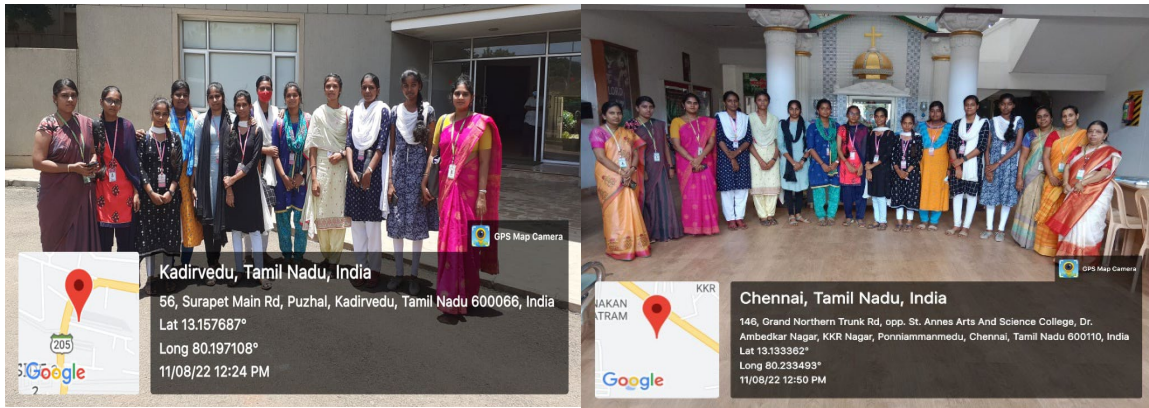 GPS Map Camera
Kadirvedu, Tamil Nadu, India
56, Surapet Main Rd, Puzhal, Kadirvedu, Tamil Nadu 600066, India
Lat 13.157687°
Long 80.197108°
11/08/22 12:24 PM
205
Google
GPS Map Camera
Chennai, Tamil Nadu, India
146, Grand Northern Trunk Rd, opp. St. Annes Arts And Science College, Dr.
Ambedkar Nagar, KKR Nagar, Ponniammanmedu, Chennai, Tamil Nadu 600110, India
Lat 13.133362°
Long 80.233493°
11/08/22 12:50 PM
KKR
NAKAN
ATRAM
Google